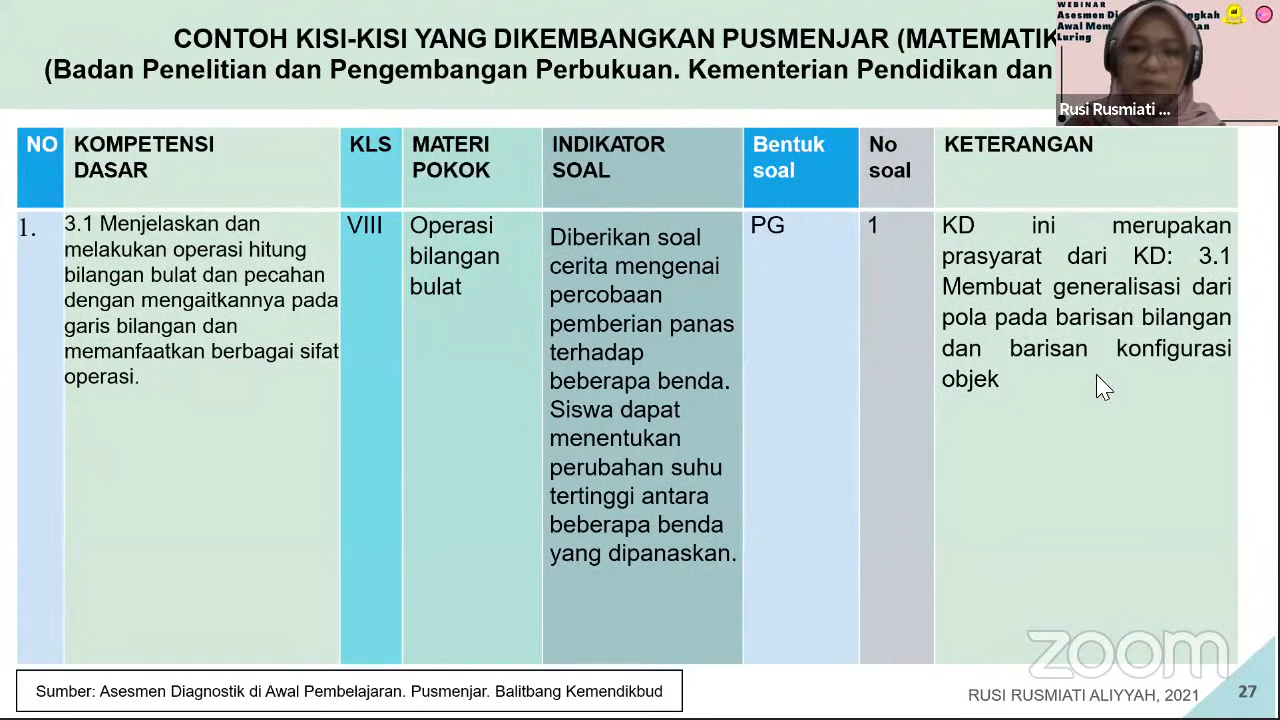 CONTOH KISI-KISI YANG DIKEMBANGKAN PUSMENJAR
(Badan Penelitian dan Pengembangan Perbukuan. Kementerian Pendidikan dan
WEBINAR
Asesmen
Awal
Luring
Rusi Rusmiati ...
NO
KOMPETENSI
DASAR
KLS
MATERI
POKOK
INDIKATOR
SOAL
Bentuk
soal
No
soal
KETERANGAN
1.
3.1 Menjelaskan dan
melakukan operasi hitung
bilangan bulat dan pecahan
dengan mengaitkannya pada
garis bilangan dan
memanfaatkan berbagai sifat
operasi.
VIII
Operasi
bilangan
bulat
Diberikan soal
cerita mengenai
percobaan
pemberian panas
terhadap
beberapa benda.
Siswa dapat
menentukan
perubahan suhu
tertinggi antara
beberapa benda
yang dipanaskan.
PG
1
KD ini merupakan
prasyarat dari KD: 3.1
Membuat generalisasi dari
pola pada barisan bilangan
dan barisan konfigurasi
objek
zoom
Sumber: Asesmen Diagnostik di Awal Pembelajaran. Pusmenjar. Balitbang Kemendikbud
RUSI RUSMIATI ALIYYAH, 2021
27